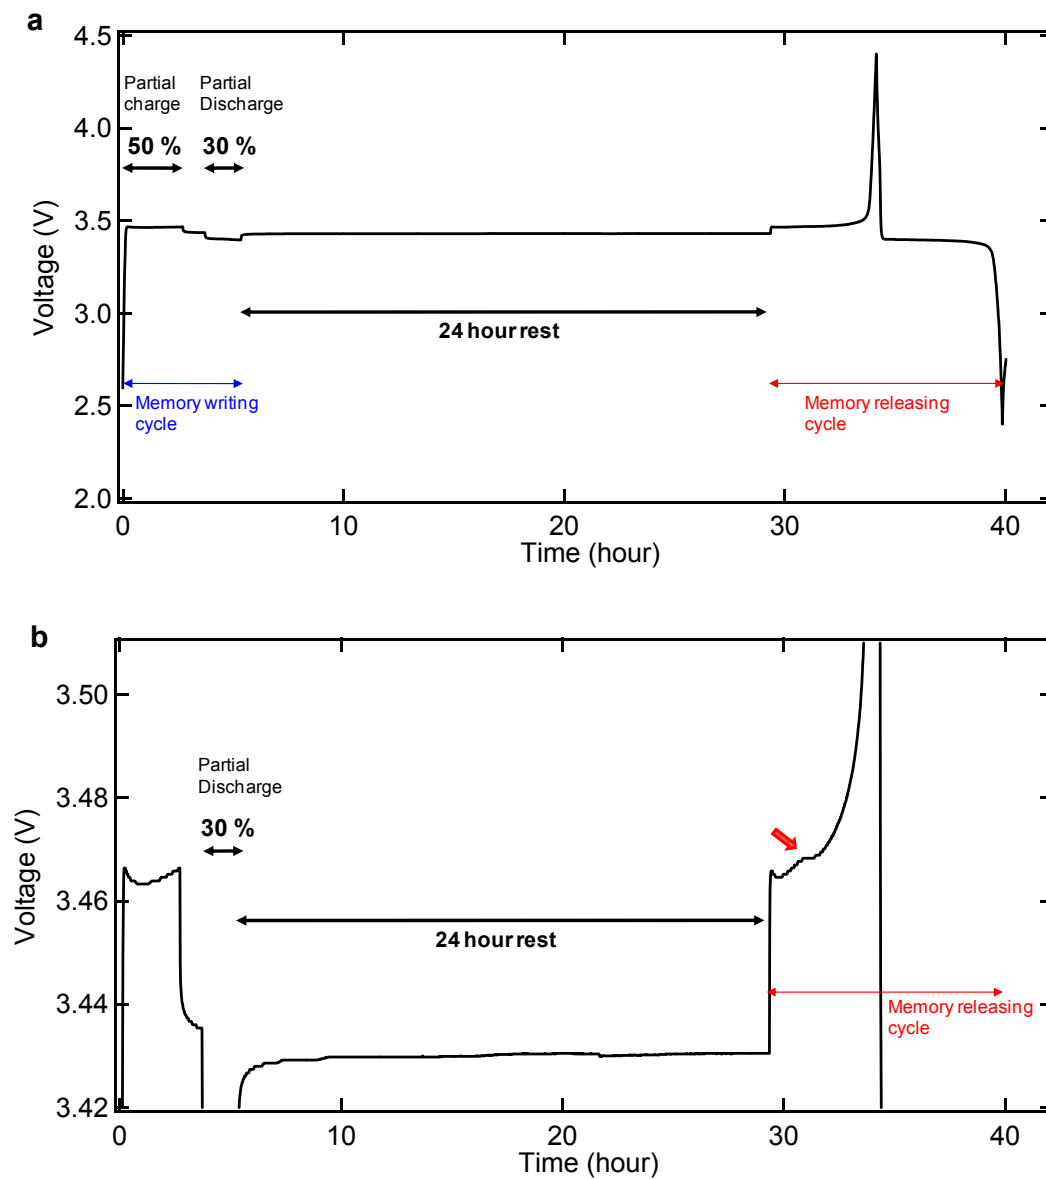 a
4.5
4.0
3.5
3.0
2.5
2.0
Voltage (V)
Partial charge
50 %
Partial Discharge
30 %
24 hour rest
Memory writing
cycle
Memory releasing
cycle
0
10
20
30
40
Time (hour)
b
3.50
3.48
3.46
3.44
3.42
Voltage (V)
Partial
Discharge
30 %
24 hour rest
Memory releasing
cycle
0
10
20
30
40
Time (hour)